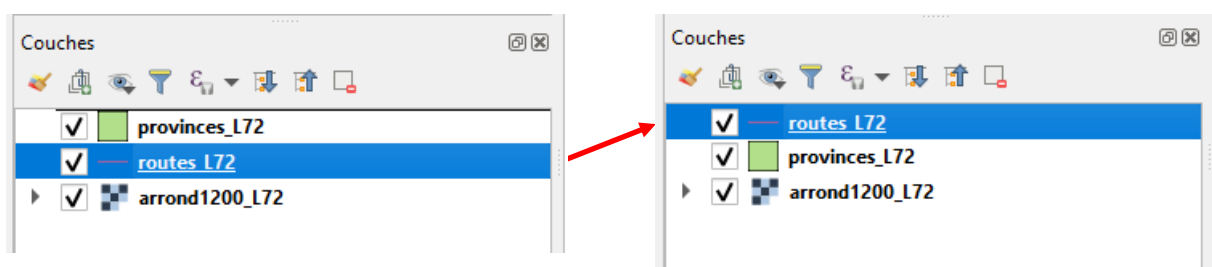 Couches
provinces_L72
routes_L72
arrond1200_L72
Couches
routes_L72
provinces_L72
arrond1200_L72